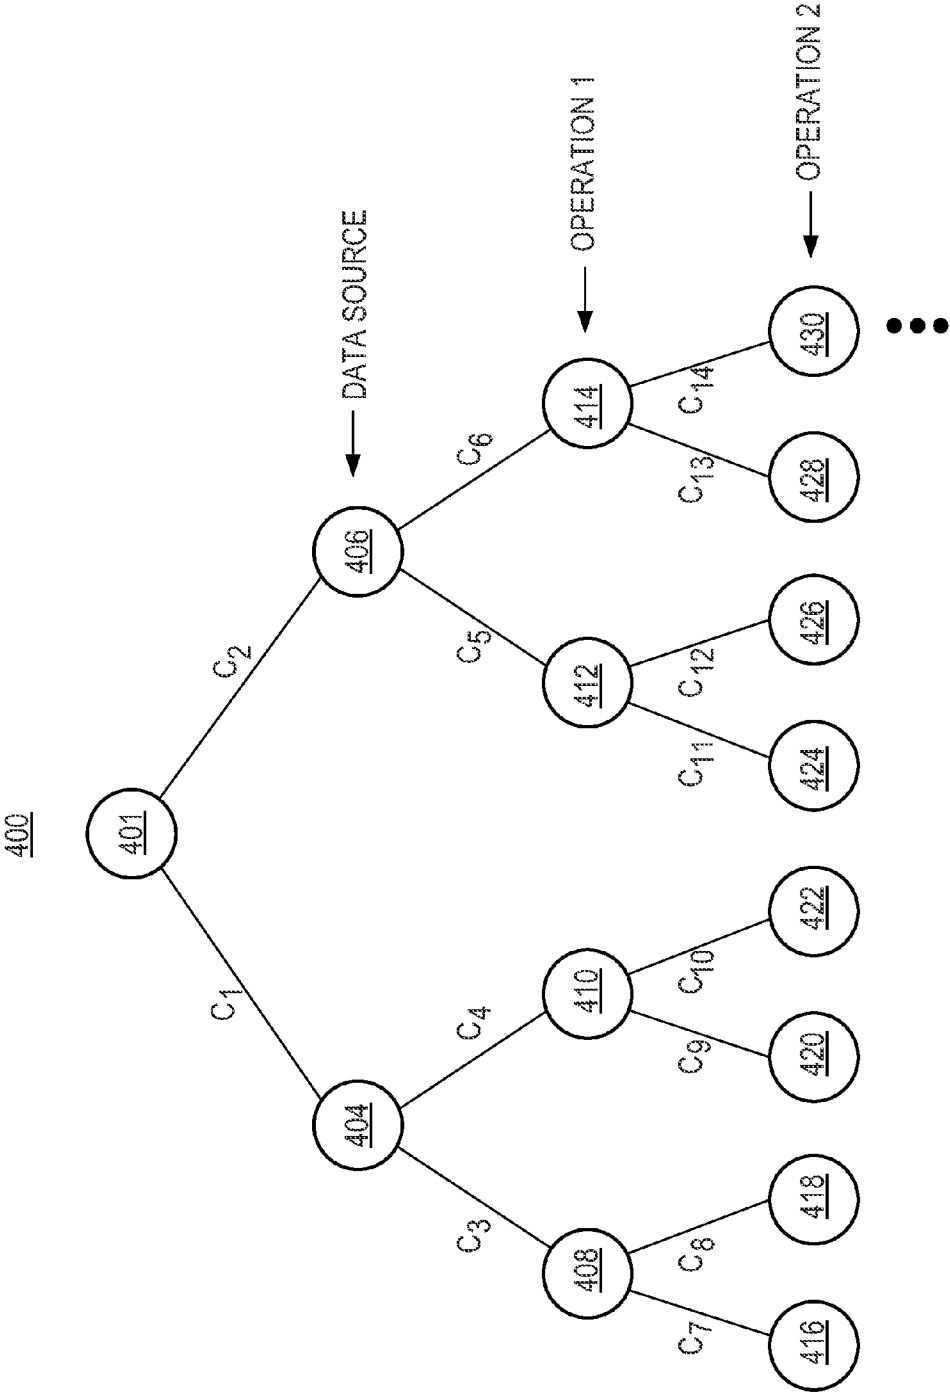 400
401
C1
C2
404
406
DATA SOURCE
C3
C4
C5
C6
408
410
412
414
OPERATION 1
C7
C8
C9
C10
C11
C12
C13
C14
416
418
420
422
424
426
428
430
OPERATION 2